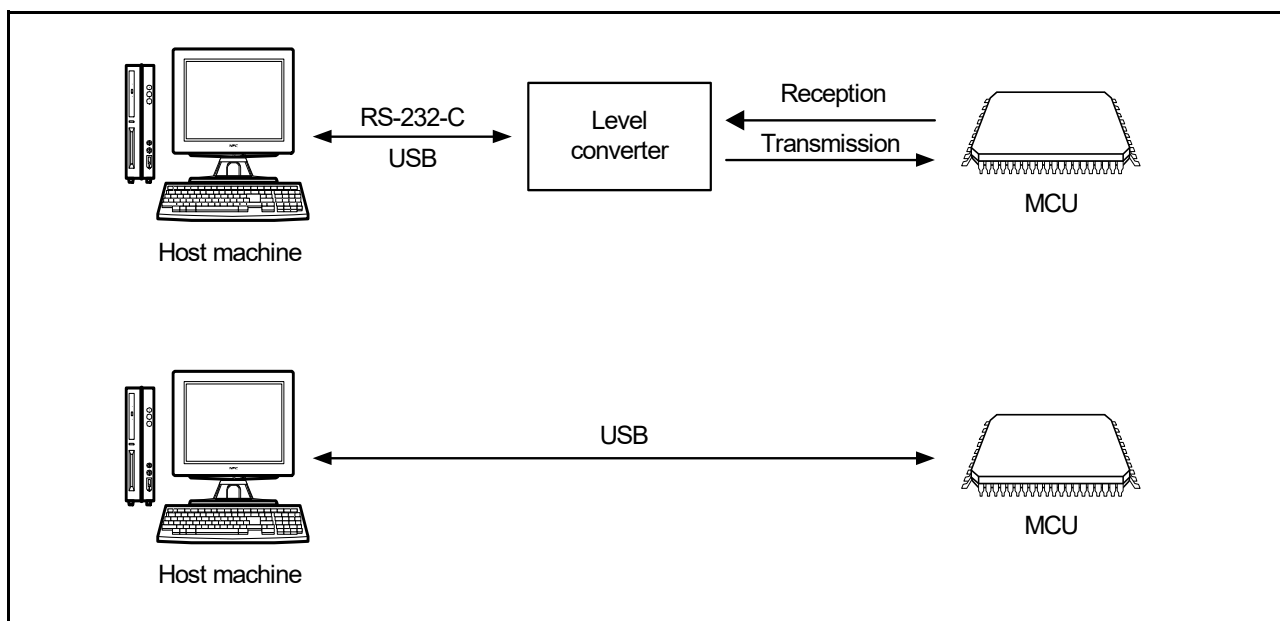 RS-232-C
USB
Level
converter
Reception
Transmission
MCU
Host machine
USB
MCU
Host machine